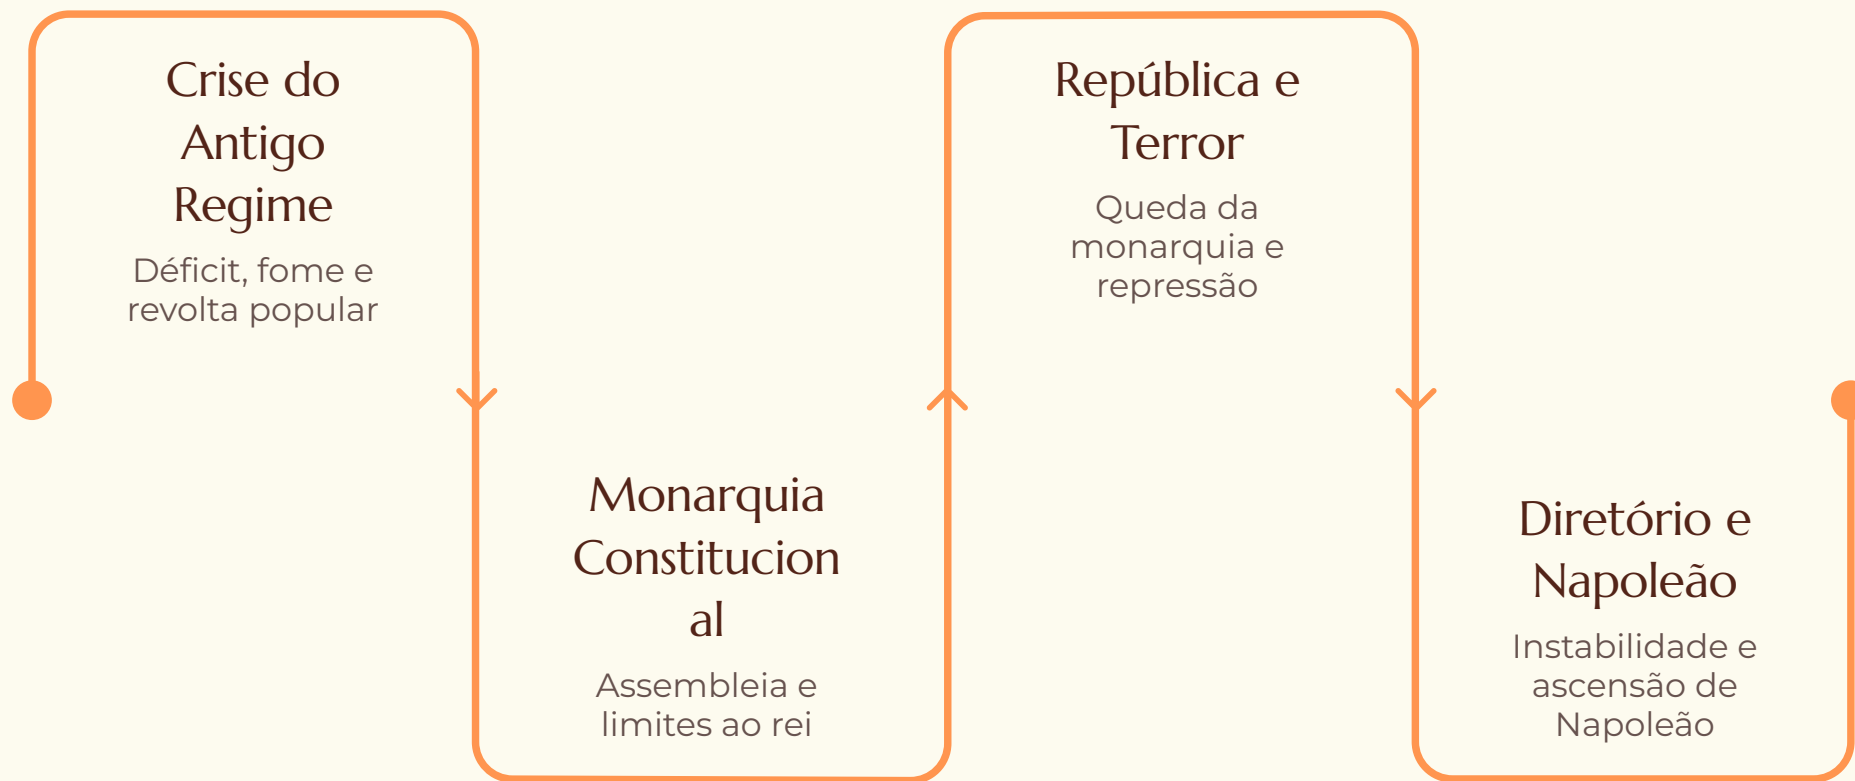 Crise do
Antigo
Regime
Déficit, fome e
revolta popular
Monarquia
Constitucion
al
Assembleia e
limites ao rei
República e
Terror
Queda da
monarquia e
repressão
Diretório e
Napoleão
Instabilidade e
ascensão de
Napoleão